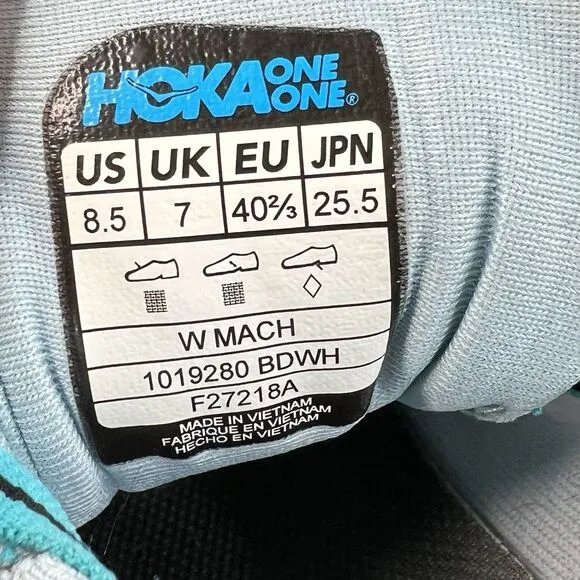 HOKA ONE ONE®
US UK EU JPN
8.5 7 40⅔ 25.5
W MACH
1019280 BDWH
F27218A
MADE IN VIETNAM
FABRIQUE EN VIETNAM
HECHO EN VIETNAM